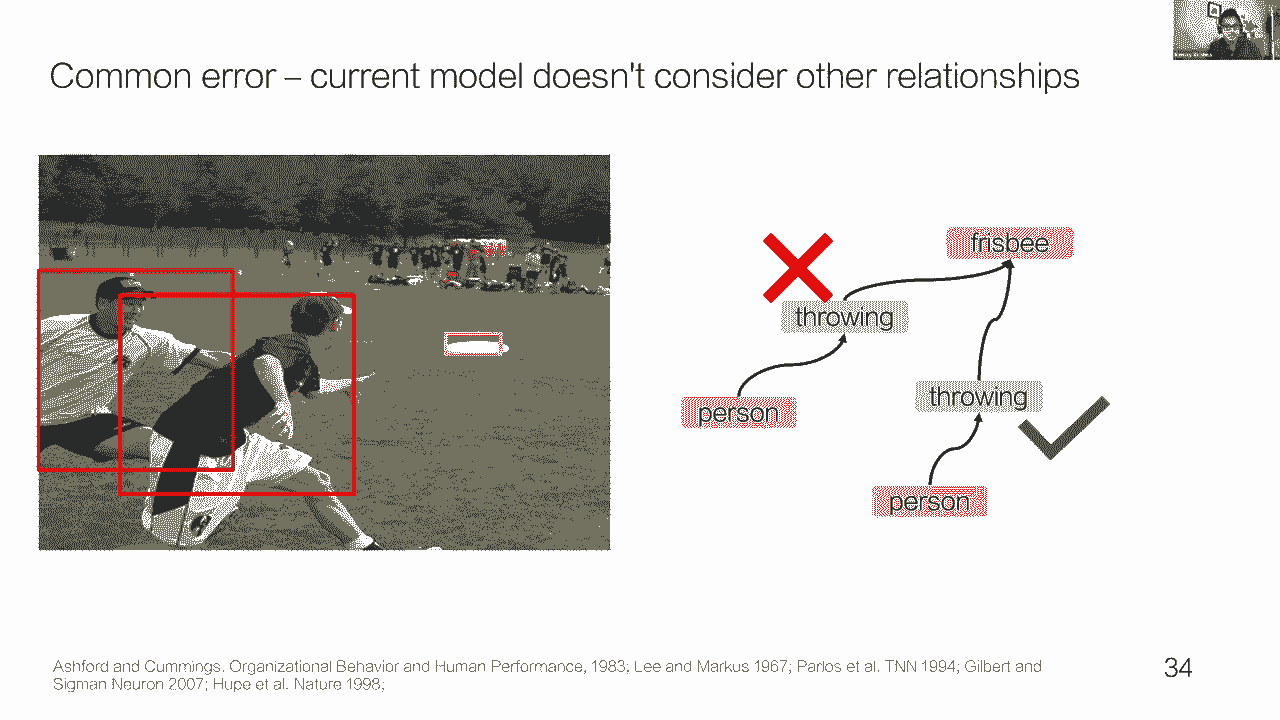 Common error – current model doesn't consider other relationships
frisbee
throwing
throwing
person
person
Ashford and Cummings. Organizational Behavior and Human Performance, 1983; Lee and Markus 1967; Parlos et al. TNN 1994; Gilbert and
Sigman Neuron 2007; Hupe et al. Nature 1998;
34